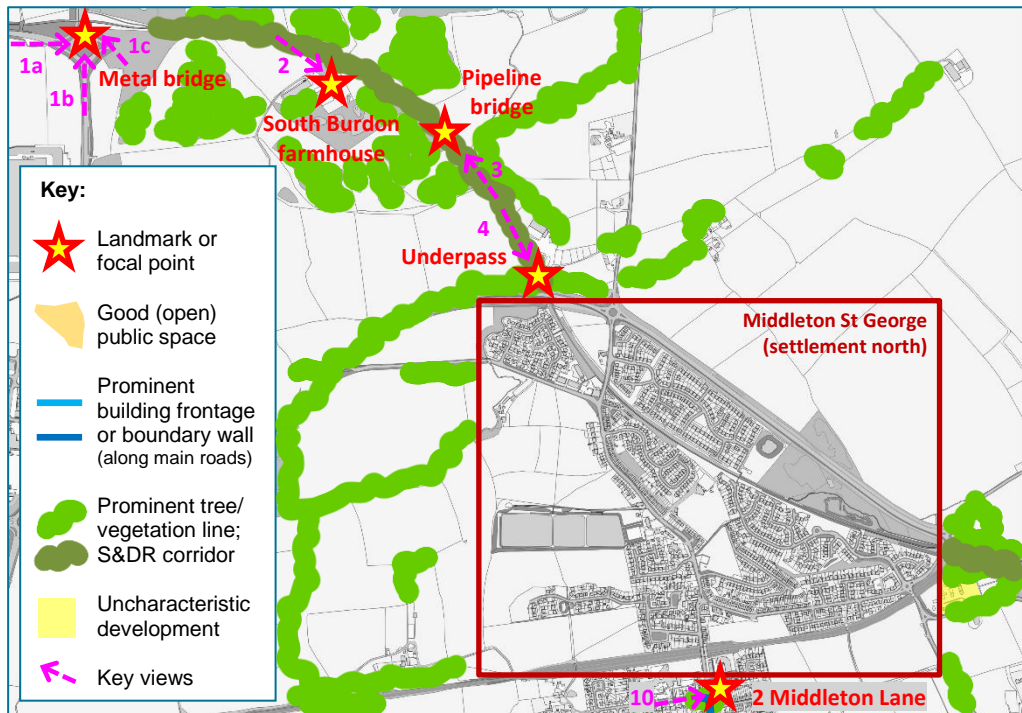 1a
1b
1c
Metal bridge
2
South Burdon
farmhouse
Pipeline
bridge
3
4
Underpass
Middleton St George
(settlement north)
10
2 Middleton Lane
Key:
Landmark or
focal point
Good (open)
public space
Prominent
building frontage
or boundary wall
(along main roads)
Prominent tree/
vegetation line;
S&DR corridor
Uncharacteristic
development
Key views